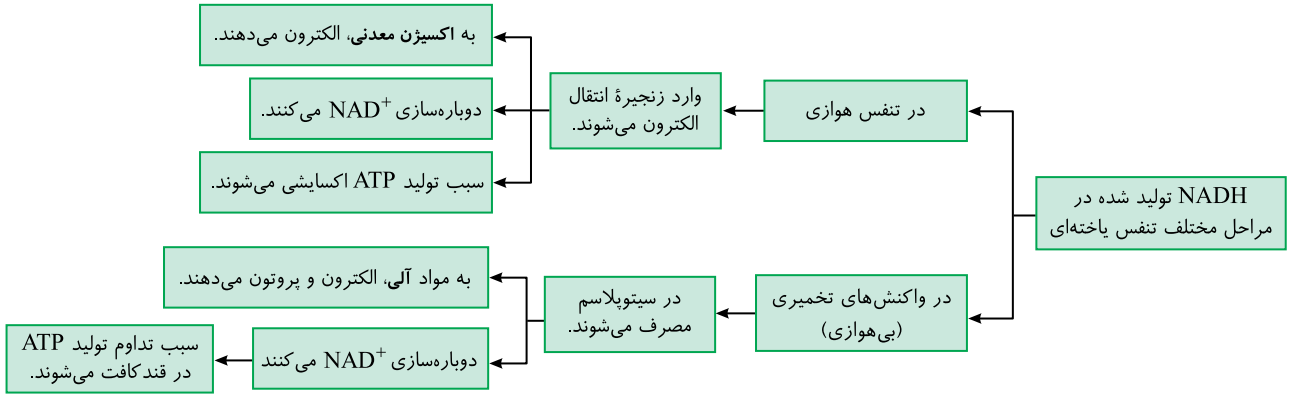 NADH تولید شده در
مراحل مختلف تنفس یاخته‌ای
در تنفس هوازی
وارد زنجیرهٔ انتقال
الکترون می‌شوند.
به اکسیژن معدنی، الکترون می‌دهند.
دوباره‌سازی NAD+ می‌کنند.
سبب تولید ATP اکسایشی می‌شوند.
در واکنش‌های تخمیری
(بی‌هوازی)
در سیتوپلاسم
مصرف می‌شوند.
به مواد آلی، الکترون و پروتون می‌دهند.
دوباره‌سازی NAD+ می‌کنند
سبب تداوم تولید ATP
در قندکافت می‌شوند.